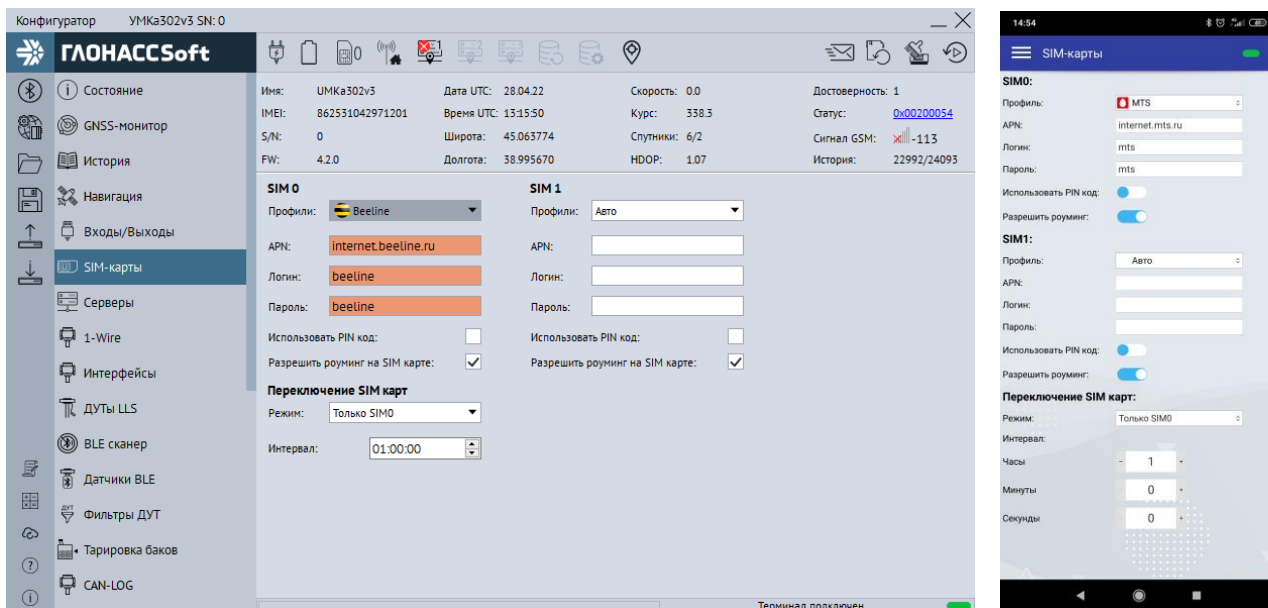 Конфигуратор УМКа302v3 SN: 0
ГЛОНАССSoft
0
1
2
3
Состояние
GNSS-монитор
История
Навигация
Входы/Выходы
SIM-карты
Серверы
1-Wire
Интерфейсы
ДУТы LLS
BLE сканер
Датчики BLE
Фильтры ДУТ
Тарировка баков
CAN-LOG
Имя: УМКа302v3 Дата UTC: 28.04.22 Скорость: 0.0 Достоверность: 1
IMEI: 862531042971201 Время UTC: 13:15:50 Курс: 338.3 Статус: 0x00200054
S/N: 0 Широта: 45.063774 Спутники: 6/2 Сигнал GSM: -113
FW: 4.2.0 Долгота: 38.995670 HDOP: 1.07 История: 22992/24093
SIM 0 SIM 1
Профили: Beeline Профили: Авто
APN: internet.beeline.ru APN:
Логин: beeline Логин:
Пароль: beeline Пароль:
Использовать PIN код: Использовать PIN код:
Разрешить роуминг на SIM карте: Разрешить роуминг на SIM карте:
Переключение SIM карт
Режим: Только SIM0
Интервал: 01:00:00
Терминал подключен
14:54
SIM-карты
SIM0:
Профиль: MTS
APN: internet.mts.ru
Логин: mts
Пароль: mts
Использовать PIN код:
Разрешить роуминг:
SIM1:
Профиль: Авто
APN:
Логин:
Пароль:
Использовать PIN код:
Разрешить роуминг:
Переключение SIM карт:
Режим: Только SIM0
Интервал:
Часы - 1 +
Минуты - 0 +
Секунды - 0 +